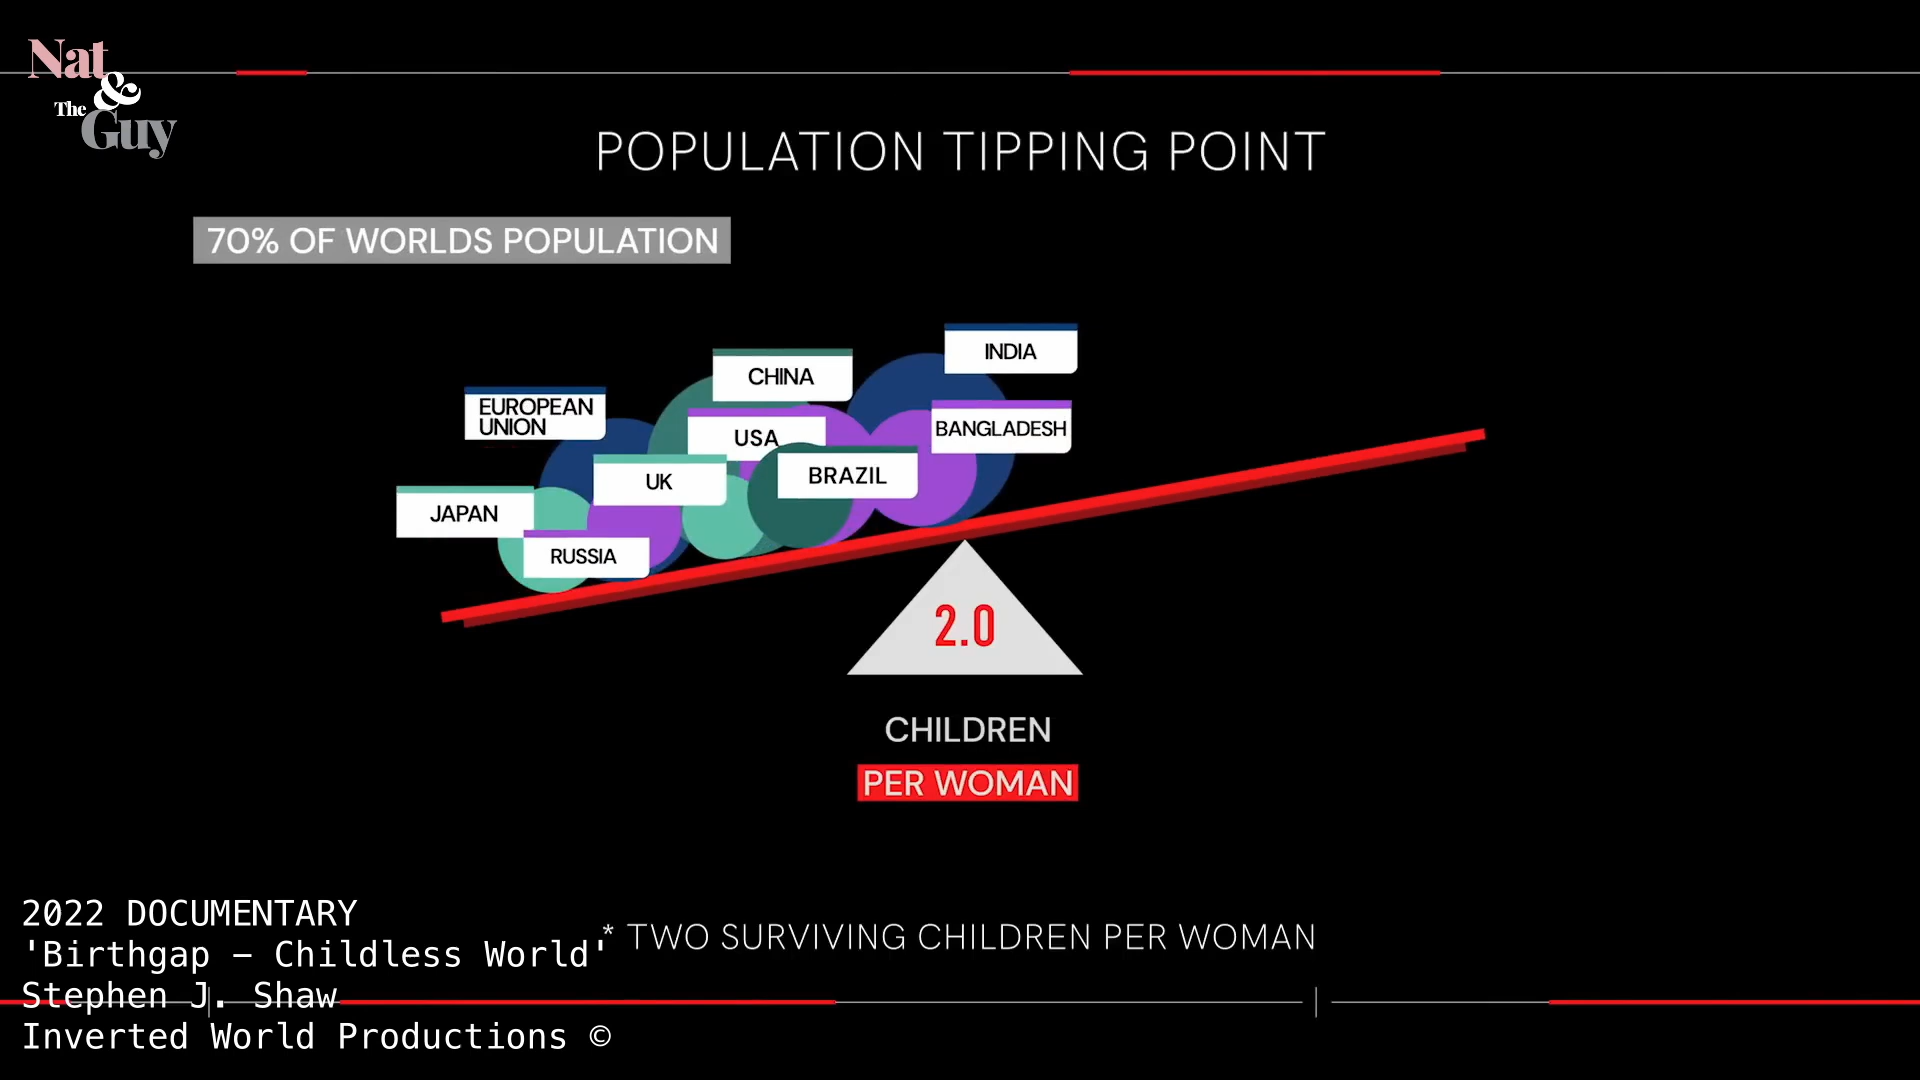 Nat
&
The
Guy
POPULATION TIPPING POINT
70% OF WORLDS POPULATION
INDIA
CHINA
EUROPEAN
UNION
BANGLADESH
USA
BRAZIL
UK
JAPAN
RUSSIA
2.0
CHILDREN
PER WOMAN
* TWO SURVIVING CHILDREN PER WOMAN
2022 DOCUMENTARY
'Birthgap – Childless World'
Stephen J. Shaw
Inverted World Productions ©